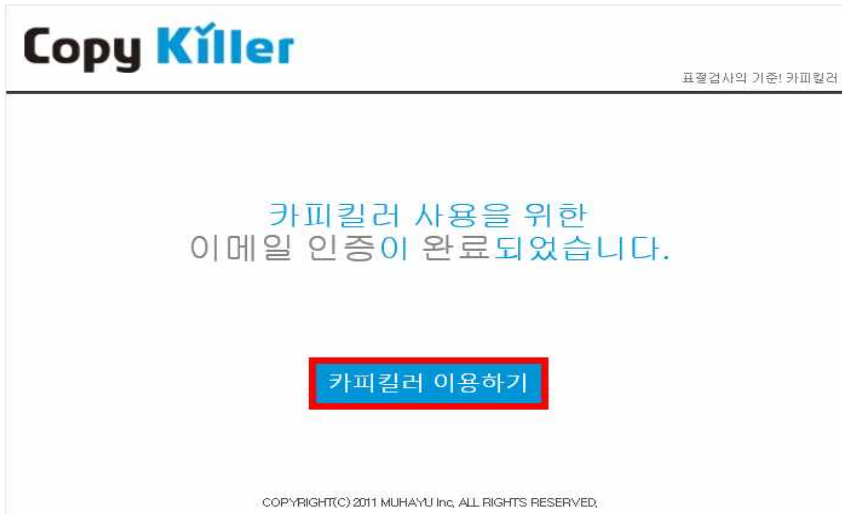 Copy Killer
표절검사의 기준! 카피킬러
카피킬러 사용을 위한
이메일 인증이 완료되었습니다.
카피킬러 이용하기
COPYRIGHT(C) 2011 MUHAYU Inc, ALL RIGHTS RESERVED,